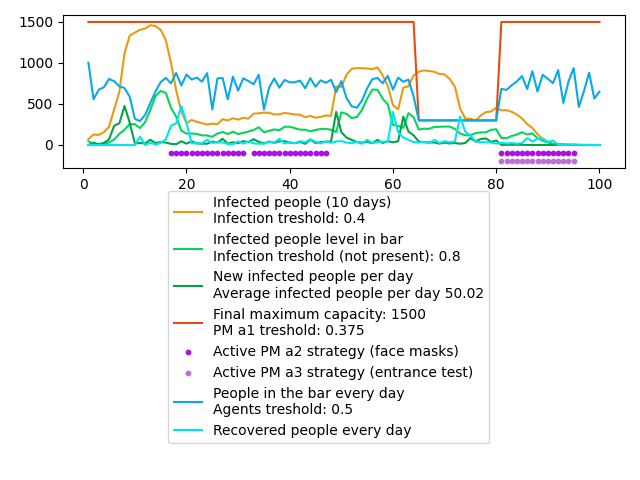 1500
1000
500
0
0
20
40
60
80
100
Infected people (10 days)
Infection treshold: 0.4
Infected people level in bar
Infection treshold (not present): 0.8
New infected people per day
Average infected people per day 50.02
Final maximum capacity: 1500
PM a1 treshold: 0.375
Active PM a2 strategy (face masks)
Active PM a3 strategy (entrance test)
People in the bar every day
Agents treshold: 0.5
Recovered people every day